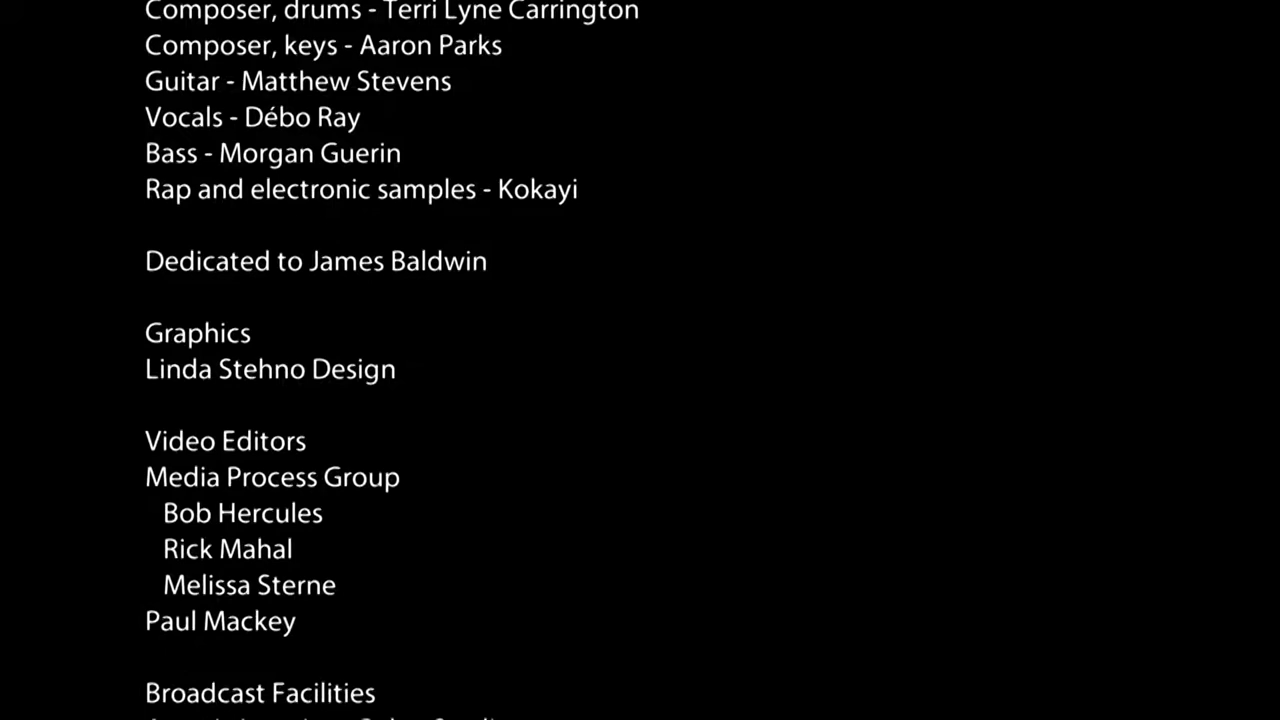 Composer, drums - Terri Lyne Carrington
Composer, keys - Aaron Parks
Guitar - Matthew Stevens
Vocals - Débo Ray
Bass - Morgan Guerin
Rap and electronic samples - Kokayi
Dedicated to James Baldwin
Graphics
Linda Stehno Design
Video Editors
Media Process Group
Bob Hercules
Rick Mahal
Melissa Sterne
Paul Mackey
Broadcast Facilities